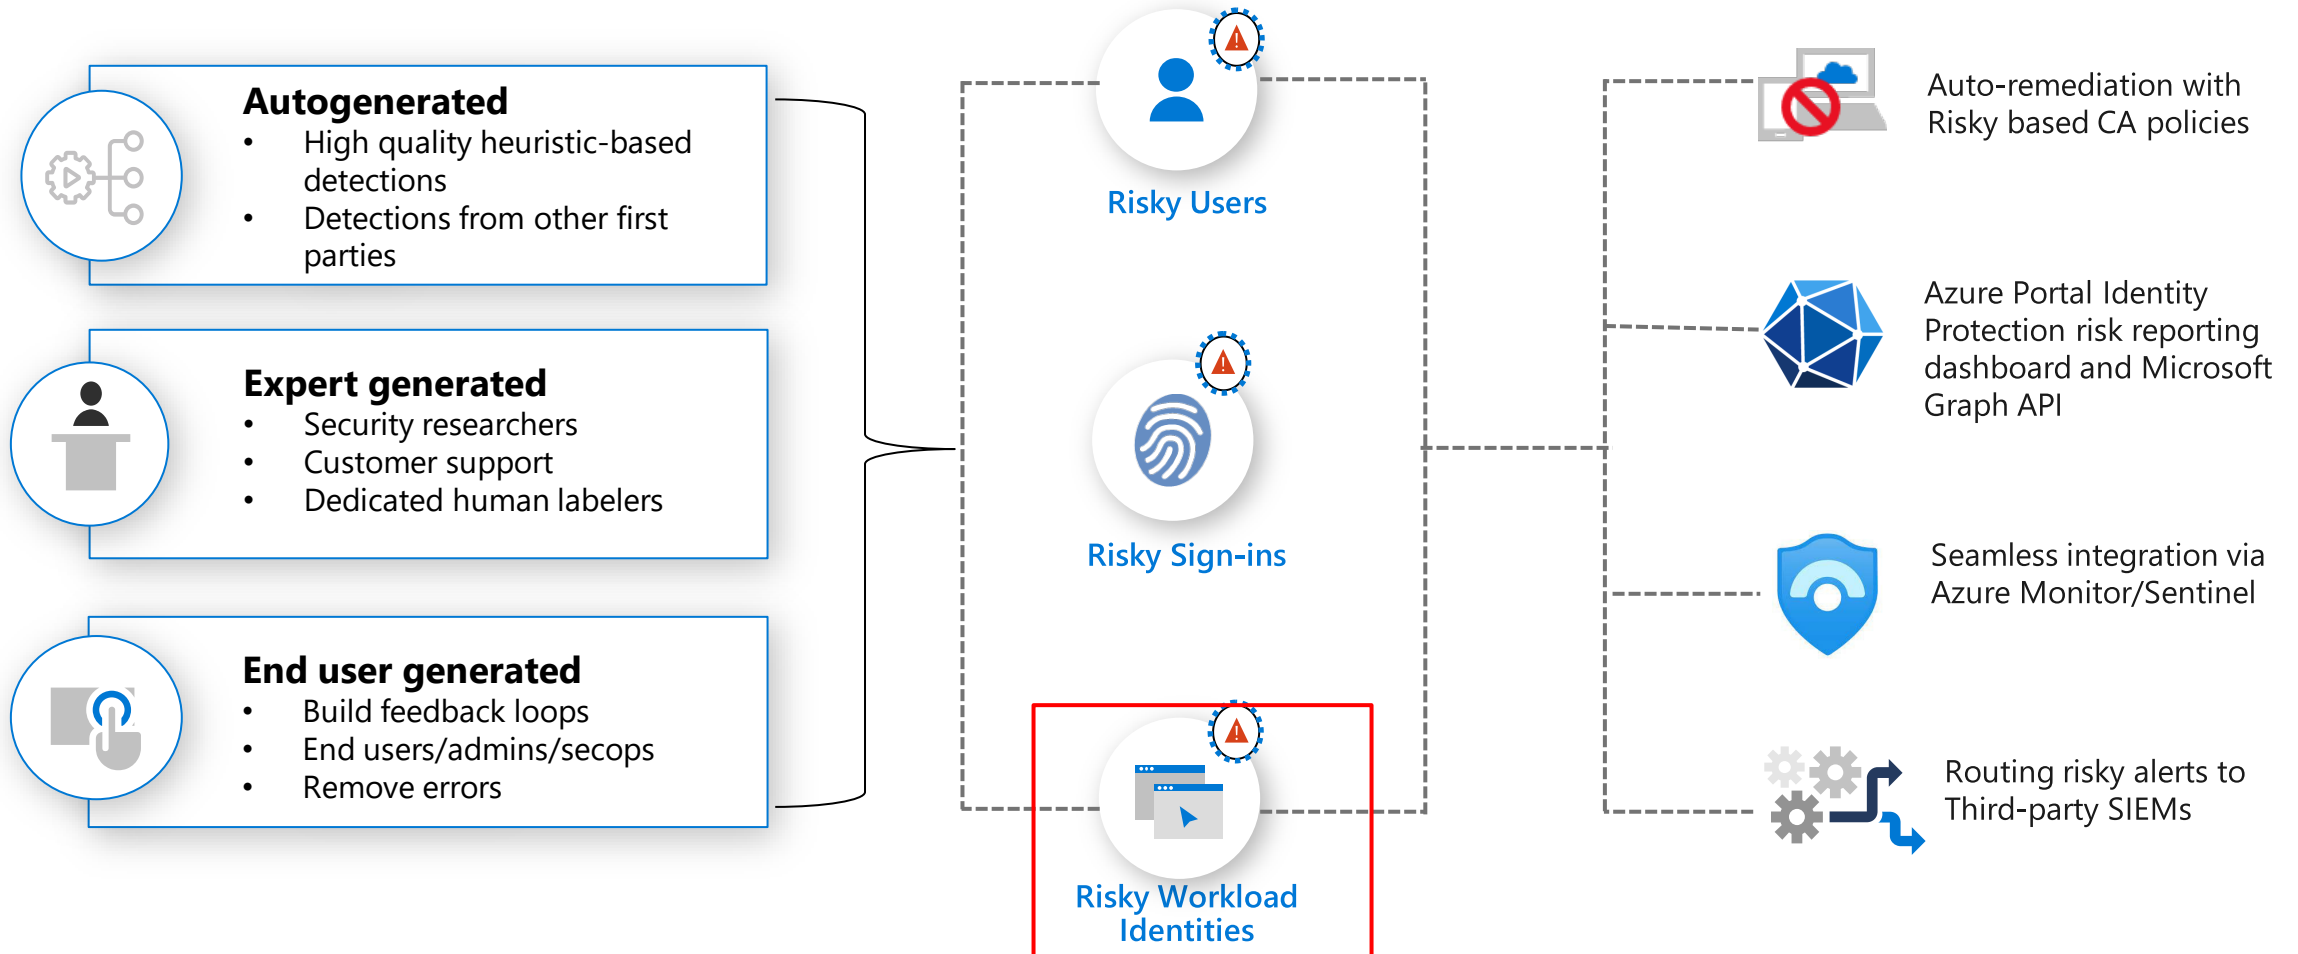 Autogenerated
• High quality heuristic-based
detections
• Detections from other first
parties
Expert generated
• Security researchers
• Customer support
• Dedicated human labelers
End user generated
• Build feedback loops
• End users/admins/secops
• Remove errors
Risky Users
Risky Sign-ins
Risky Workload
Identities
Auto-remediation with
Risky based CA policies
Azure Portal Identity
Protection risk reporting
dashboard and Microsoft
Graph API
Seamless integration via
Azure Monitor/Sentinel
Routing risky alerts to
Third-party SIEMs